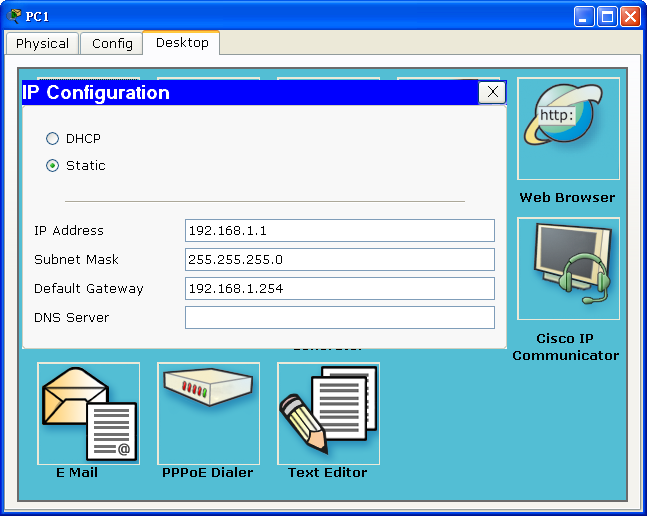 PC1
Physical Config Desktop
IP Configuration X
DHCP
Static
IP Address 192.168.1.1
Subnet Mask 255.255.255.0
Default Gateway 192.168.1.254
DNS Server
http:
Web Browser
Cisco IP
Communicator
@
E Mail PPPoE Dialer Text Editor